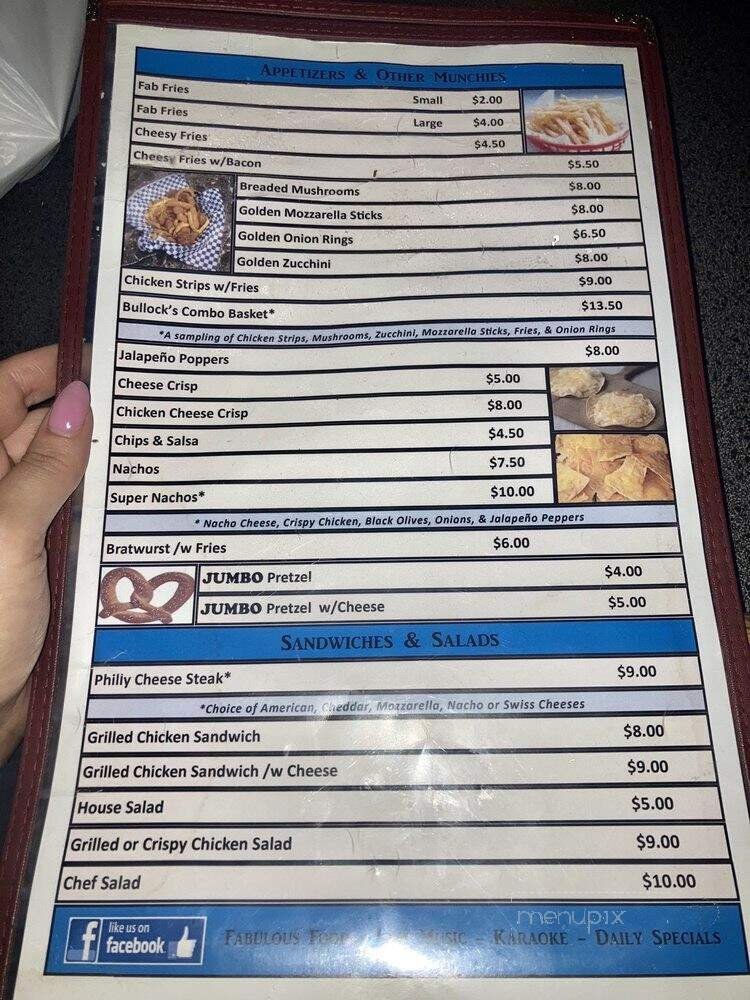 APPETIZERS & OTHER MUNCHIES
Fab Fries Small $2.00
Fab Fries Large $4.00
Cheesy Fries $4.50
Cheesy Fries w/Bacon $5.50
Breaded Mushrooms $8.00
Golden Mozzarella Sticks $8.00
Golden Onion Rings $6.50
Golden Zucchini $8.00
Chicken Strips w/Fries $9.00
Bullock's Combo Basket* $13.50
*A sampling of Chicken Strips, Mushrooms, Zucchini, Mozzarella Sticks, Fries, & Onion Rings
Jalapeño Poppers $8.00
Cheese Crisp $5.00
Chicken Cheese Crisp $8.00
Chips & Salsa $4.50
Nachos $7.50
Super Nachos* $10.00
* Nacho Cheese, Crispy Chicken, Black Olives, Onions, & Jalapeño Peppers
Bratwurst /w Fries $6.00
JUMBO Pretzel $4.00
JUMBO Pretzel w/Cheese $5.00
SANDWICHES & SALADS
Philly Cheese Steak* $9.00
*Choice of American, Cheddar, Mozzarella, Nacho or Swiss Cheeses
Grilled Chicken Sandwich $8.00
Grilled Chicken Sandwich /w Cheese $9.00
House Salad $5.00
Grilled or Crispy Chicken Salad $9.00
Chef Salad $10.00
menupix
f like us on
facebook
FABULOUS MUSIC – KARAOKE – DAILY SPECIALS